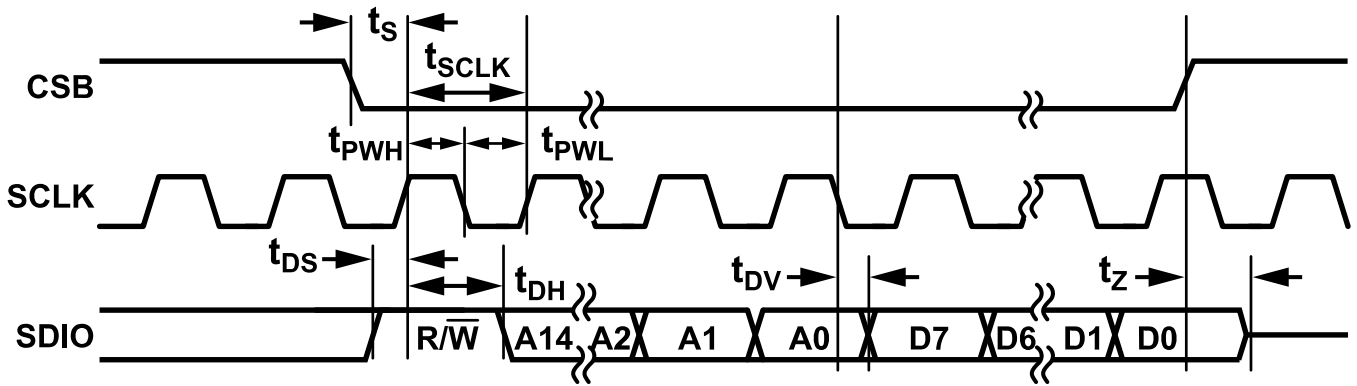 tS
CSB
tSCLK
tPWH tPWL
SCLK
tDS tDH tDV tZ
SDIO R/W̅ A14 A2 A1 A0 D7 D6 D1 D0